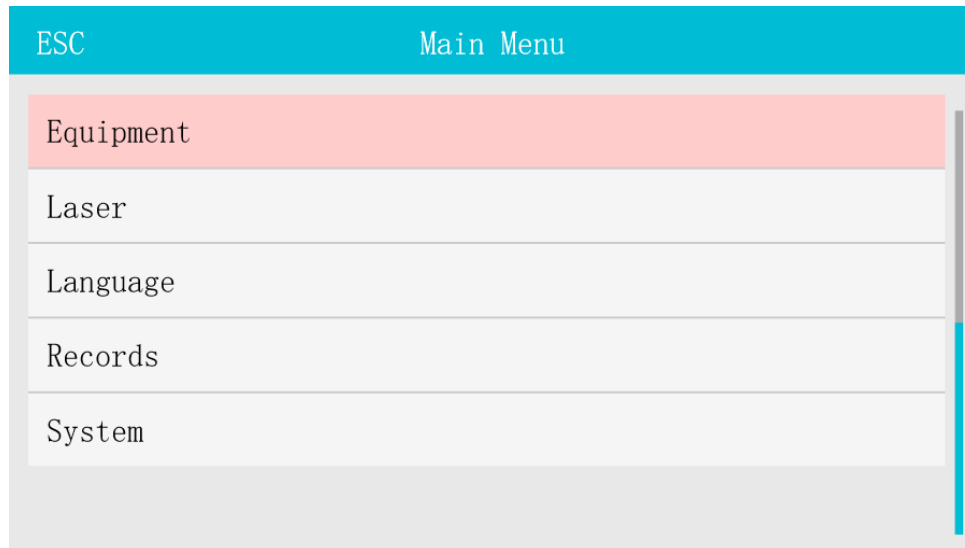 ESC Main Menu
Equipment
Laser
Language
Records
System